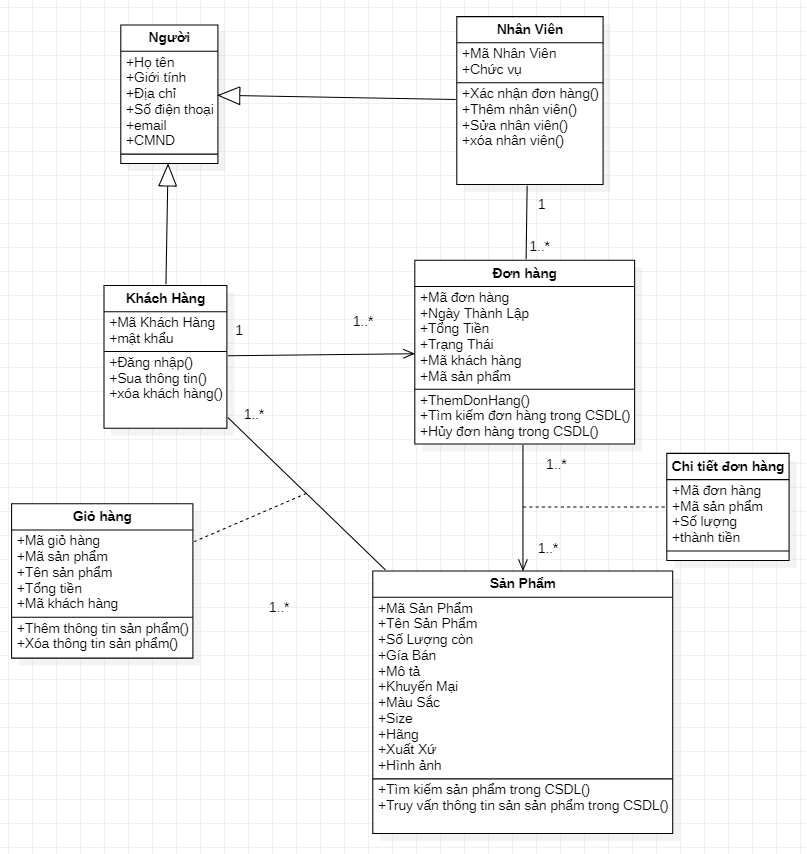 Người
+Họ tên
+Giới tính
+Địa chỉ
+Số điện thoại
+email
+CMND
Nhân Viên
+Mã Nhân Viên
+Chức vụ
+Xác nhận đơn hàng()
+Thêm nhân viên()
+Sửa nhân viên()
+xóa nhân viên()
1
1..*
Khách Hàng
+Mã Khách Hàng
+mật khẩu
+Đăng nhập()
+Sua thông tin()
+xóa khách hàng()
1
1..*
Đơn hàng
+Mã đơn hàng
+Ngày Thành Lập
+Tổng Tiền
+Trạng Thái
+Mã khách hàng
+Mã sản phẩm
+ThemDonHang()
+Tìm kiếm đơn hàng trong CSDL()
+Hủy đơn hàng trong CSDL()
1..*
1..*
Chi tiết đơn hàng
+Mã đơn hàng
+Mã sản phẩm
+Số lượng
+thành tiền
Giỏ hàng
+Mã giỏ hàng
+Mã sản phẩm
+Tên sản phẩm
+Tổng tiền
+Mã khách hàng
+Thêm thông tin sản phẩm()
+Xóa thông tin sản phẩm()
1..*
1..*
Sản Phẩm
+Mã Sản Phẩm
+Tên Sản Phẩm
+Số Lượng còn
+Gía Bán
+Mô tả
+Khuyến Mại
+Màu Sắc
+Size
+Hãng
+Xuất Xứ
+Hình ảnh
+Tìm kiếm sản phẩm trong CSDL()
+Truy vấn thông tin sản sản phẩm trong CSDL()